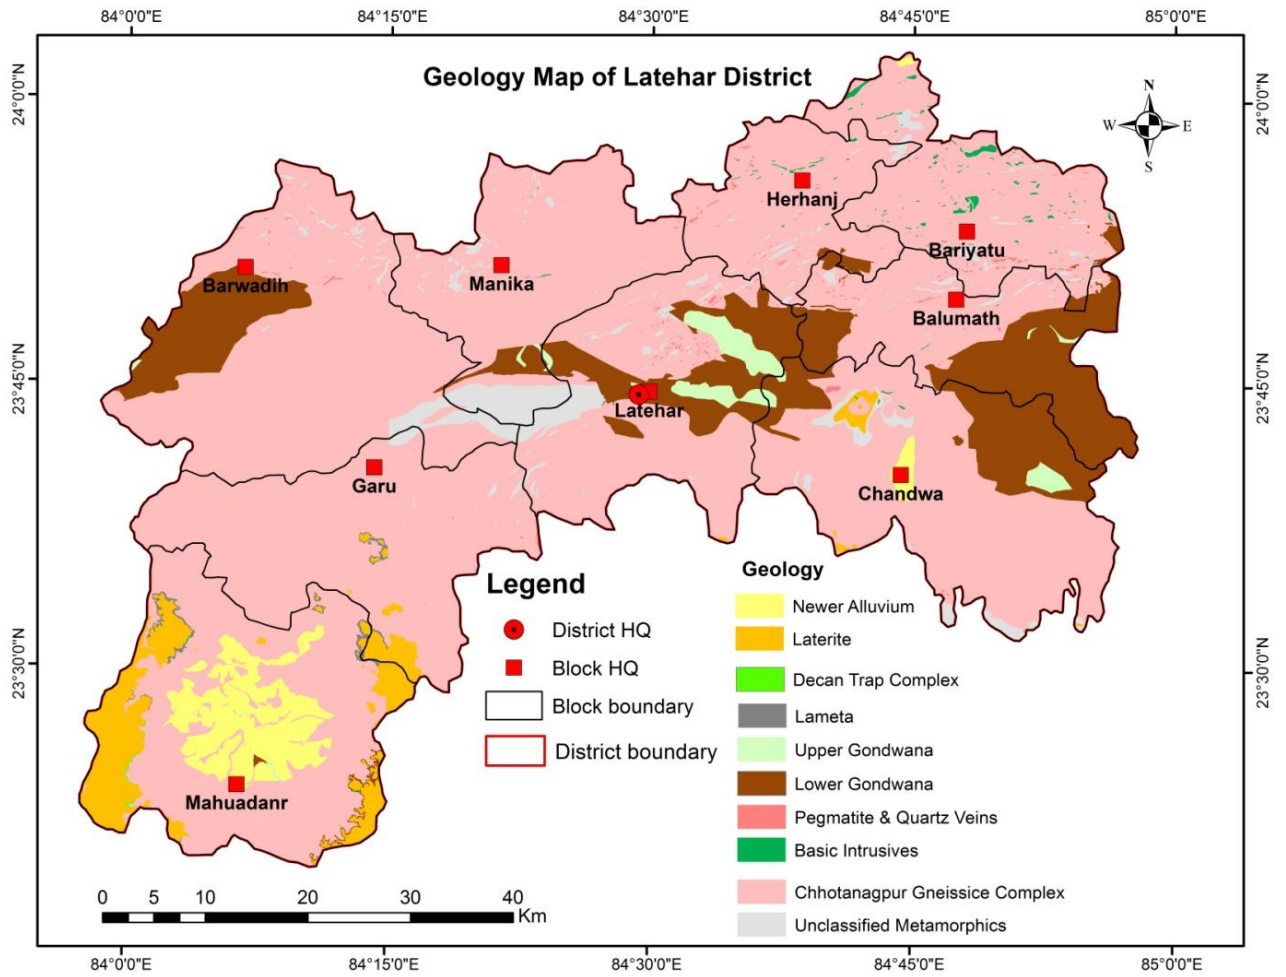 84°0'0"E 84°15'0"E 84°30'0"E 84°45'0"E 85°0'0"E
Geology Map of Latehar District
24°0'0"N
24°0'0"N
N
W E
S
Herhanj
Bariyatu
Barwadih
Manika
Balumath
23°45'0"N
23°45'0"N
Latehar
Garu
Chandwa
23°30'0"N
23°30'0"N
Mahuadanr
Legend
District HQ
Block HQ
Block boundary
District boundary
Geology
Newer Alluvium
Laterite
Decan Trap Complex
Lameta
Upper Gondwana
Lower Gondwana
Pegmatite & Quartz Veins
Basic Intrusives
Chhotanagpur Gneissice Complex
Unclassified Metamorphics
0 5 10 20 30 40
Km
84°0'0"E 84°15'0"E 84°30'0"E 84°45'0"E 85°0'0"E